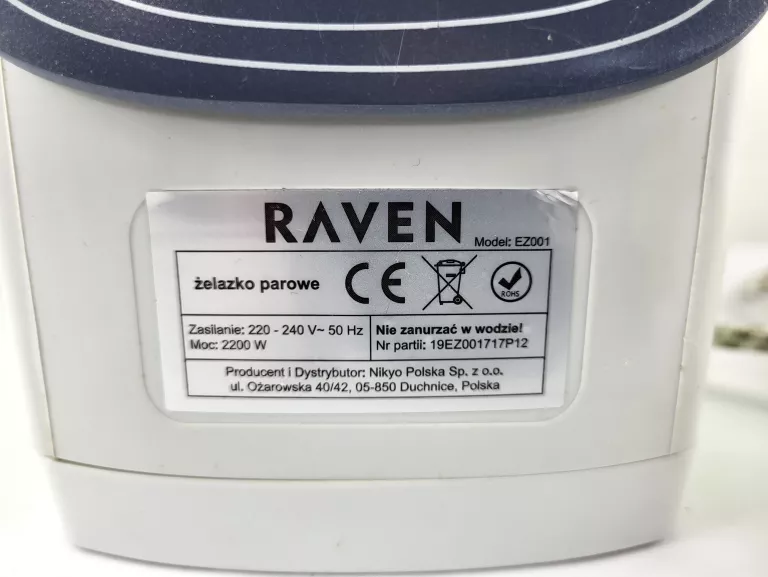 RAVEN
Model: EZ001
żelazko parowe
CE
ROHS
Zasilanie: 220 - 240 V~ 50 Hz
Moc: 2200 W
Nie zanurzać w wodzie!
Nr partii: 19EZ001717P12
Producent i Dystrybutor: Nikyo Polska Sp. z o.o.
ul. Ożarowska 40/42, 05-850 Duchnice, Polska